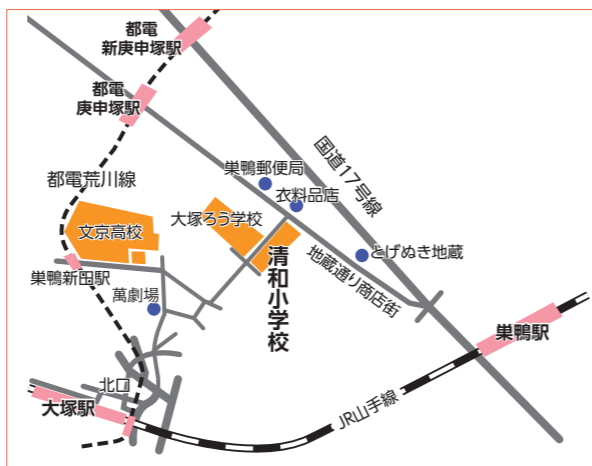 都電
新庚申塚駅
都電
庚申塚駅
国道17号線
巣鴨郵便局
衣料品店
都電荒川線
大塚ろう学校
文京高校
とげぬき地蔵
清和小学校
地蔵通り商店街
巣鴨新田駅
萬劇場
巣鴨駅
北口
大塚駅
JR山手線